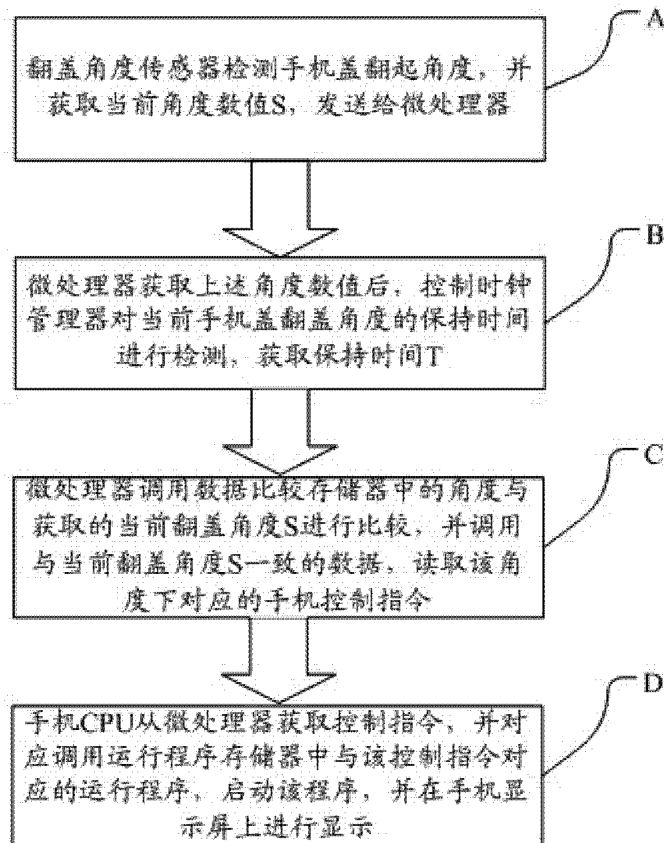 A
翻盖角度传感器检测手机盖翻起角度，并
获取当前角度数值S，发送给微处理器
B
微处理器获取上述角度数值后，控制时钟
管理器对当前手机盖翻盖角度的保持时间
进行检测，获取保持时间T
C
微处理器调用数据比较存储器中的角度与
获取的当前翻盖角度S进行比较，并调用
与当前翻盖角度S一致的数据，读取该角
度下对应的手机控制指令
D
手机CPU从微处理器获取控制指令，并对
应调用运行程序存储器中与该控制指令对
应的运行程序，启动该程序，并在手机显
示屏上进行显示